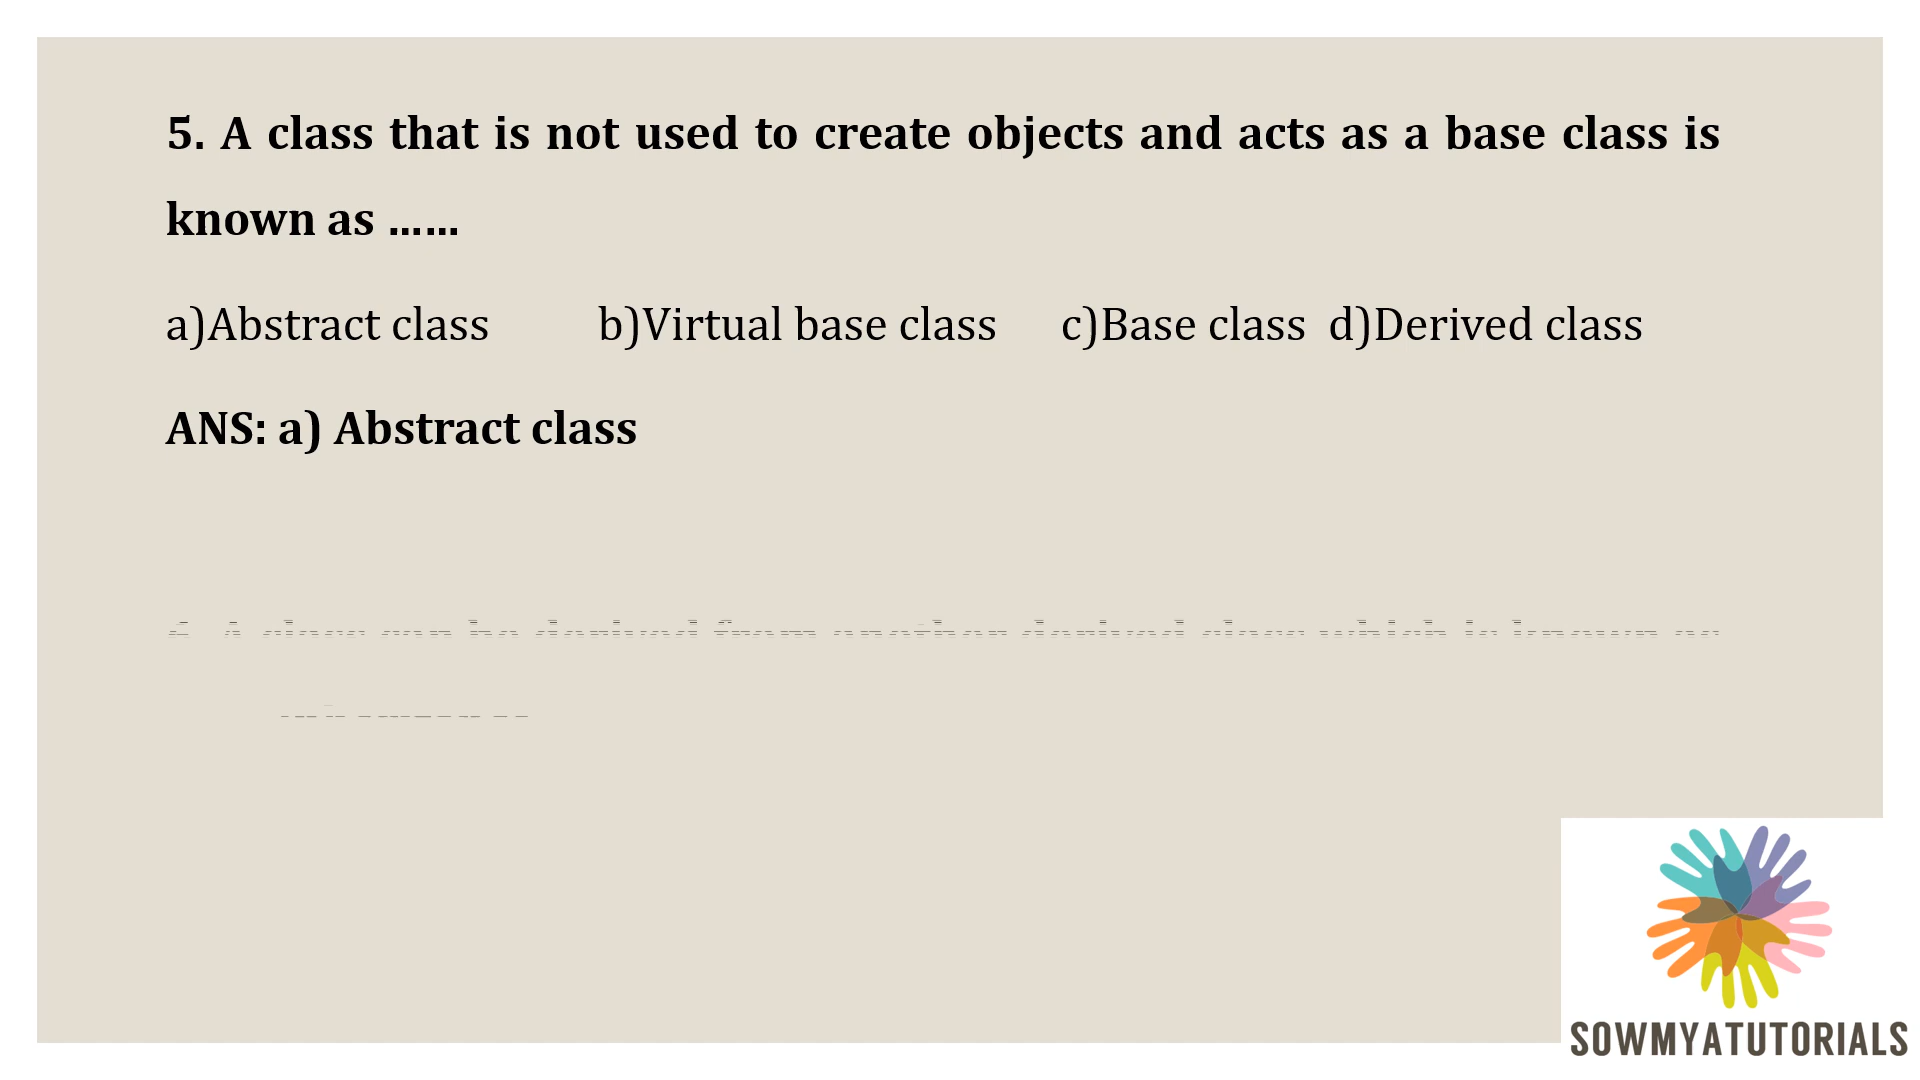 5. A class that is not used to create objects and acts as a base class is
known as ......
a)Abstract class b)Virtual base class c)Base class d)Derived class
ANS: a) Abstract class
SOWMYATUTORIALS